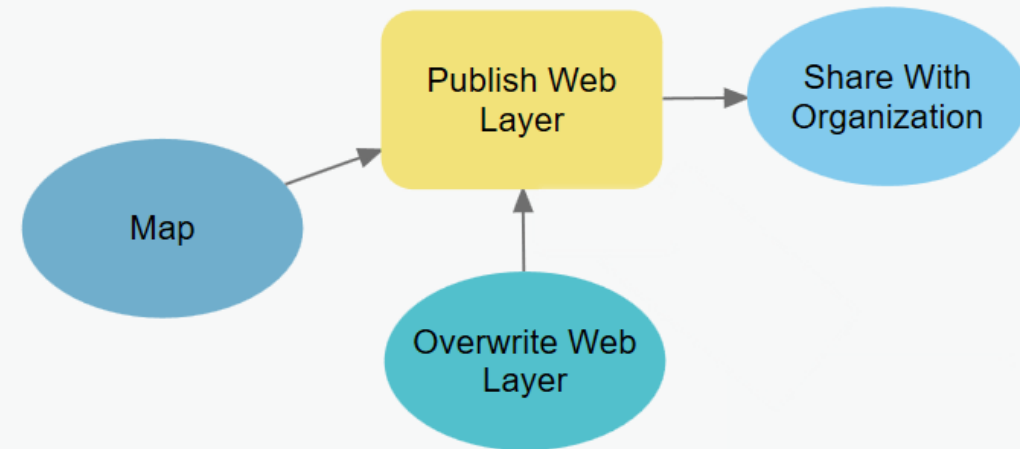 Publish Web
Layer
Share With
Organization
Map
Overwrite Web
Layer